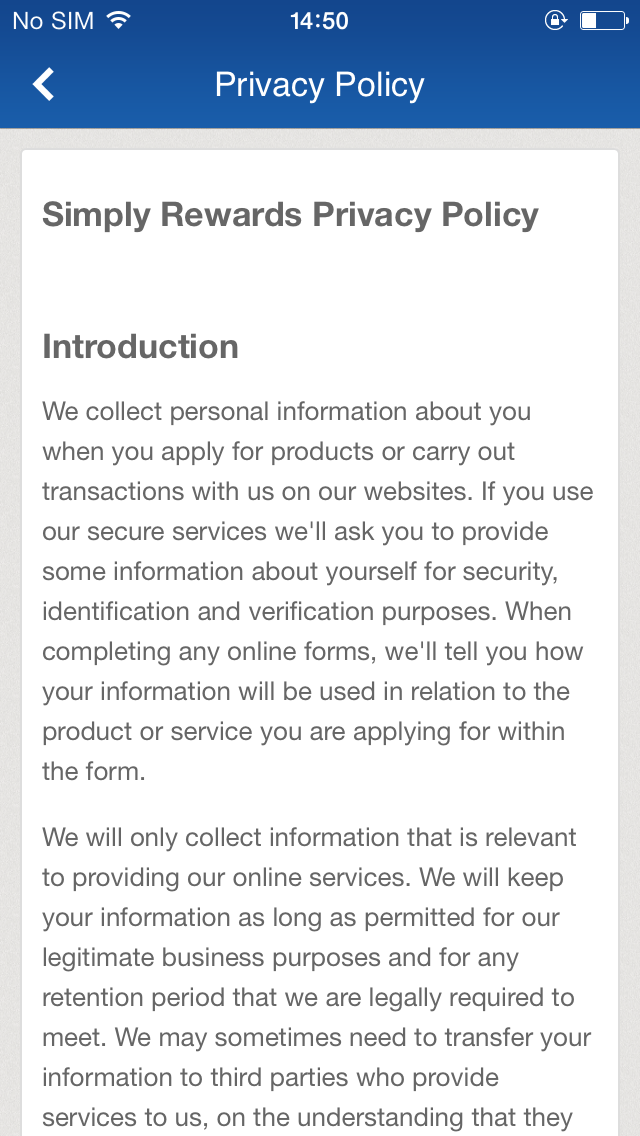 No SIM 14:50
Privacy Policy
Simply Rewards Privacy Policy
Introduction
We collect personal information about you
when you apply for products or carry out
transactions with us on our websites. If you use
our secure services we'll ask you to provide
some information about yourself for security,
identification and verification purposes. When
completing any online forms, we'll tell you how
your information will be used in relation to the
product or service you are applying for within
the form.
We will only collect information that is relevant
to providing our online services. We will keep
your information as long as permitted for our
legitimate business purposes and for any
retention period that we are legally required to
meet. We may sometimes need to transfer your
information to third parties who provide
services to us, on the understanding that they